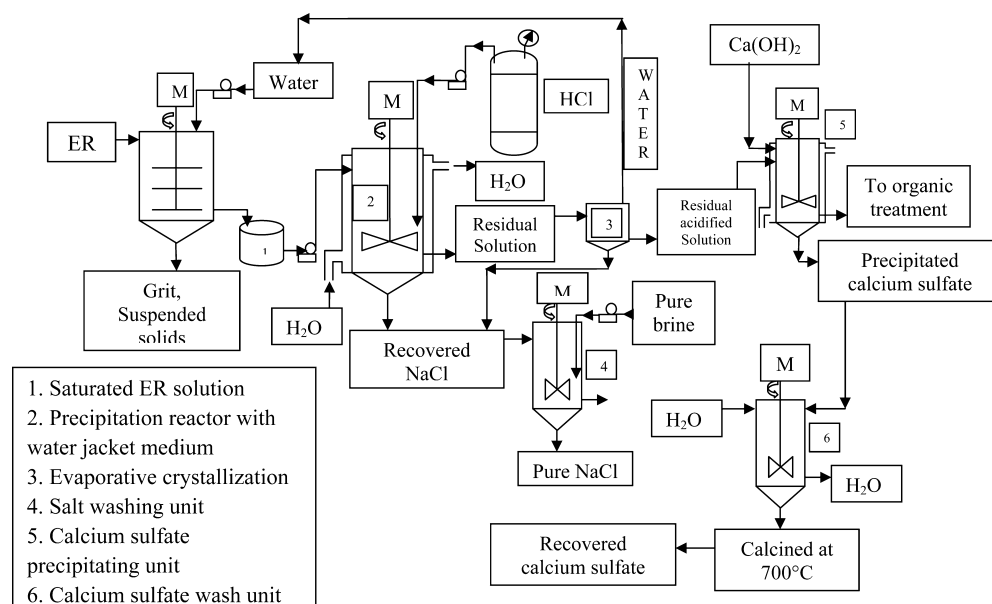 Ca(OH)2
Water
HCl
WATER
M
M
M
5
ER
H2O
2
Residual
Solution
3
Residual
acidified
Solution
To organic
treatment
1
Precipitated
calcium sulfate
Grit,
Suspended
solids
H2O
M
Pure
brine
Recovered
NaCl
4
M
1. Saturated ER solution
2. Precipitation reactor with
water jacket medium
3. Evaporative crystallization
4. Salt washing unit
5. Calcium sulfate
precipitating unit
6. Calcium sulfate wash unit
H2O
6
Pure NaCl
H2O
Recovered
calcium sulfate
Calcined at
700°C